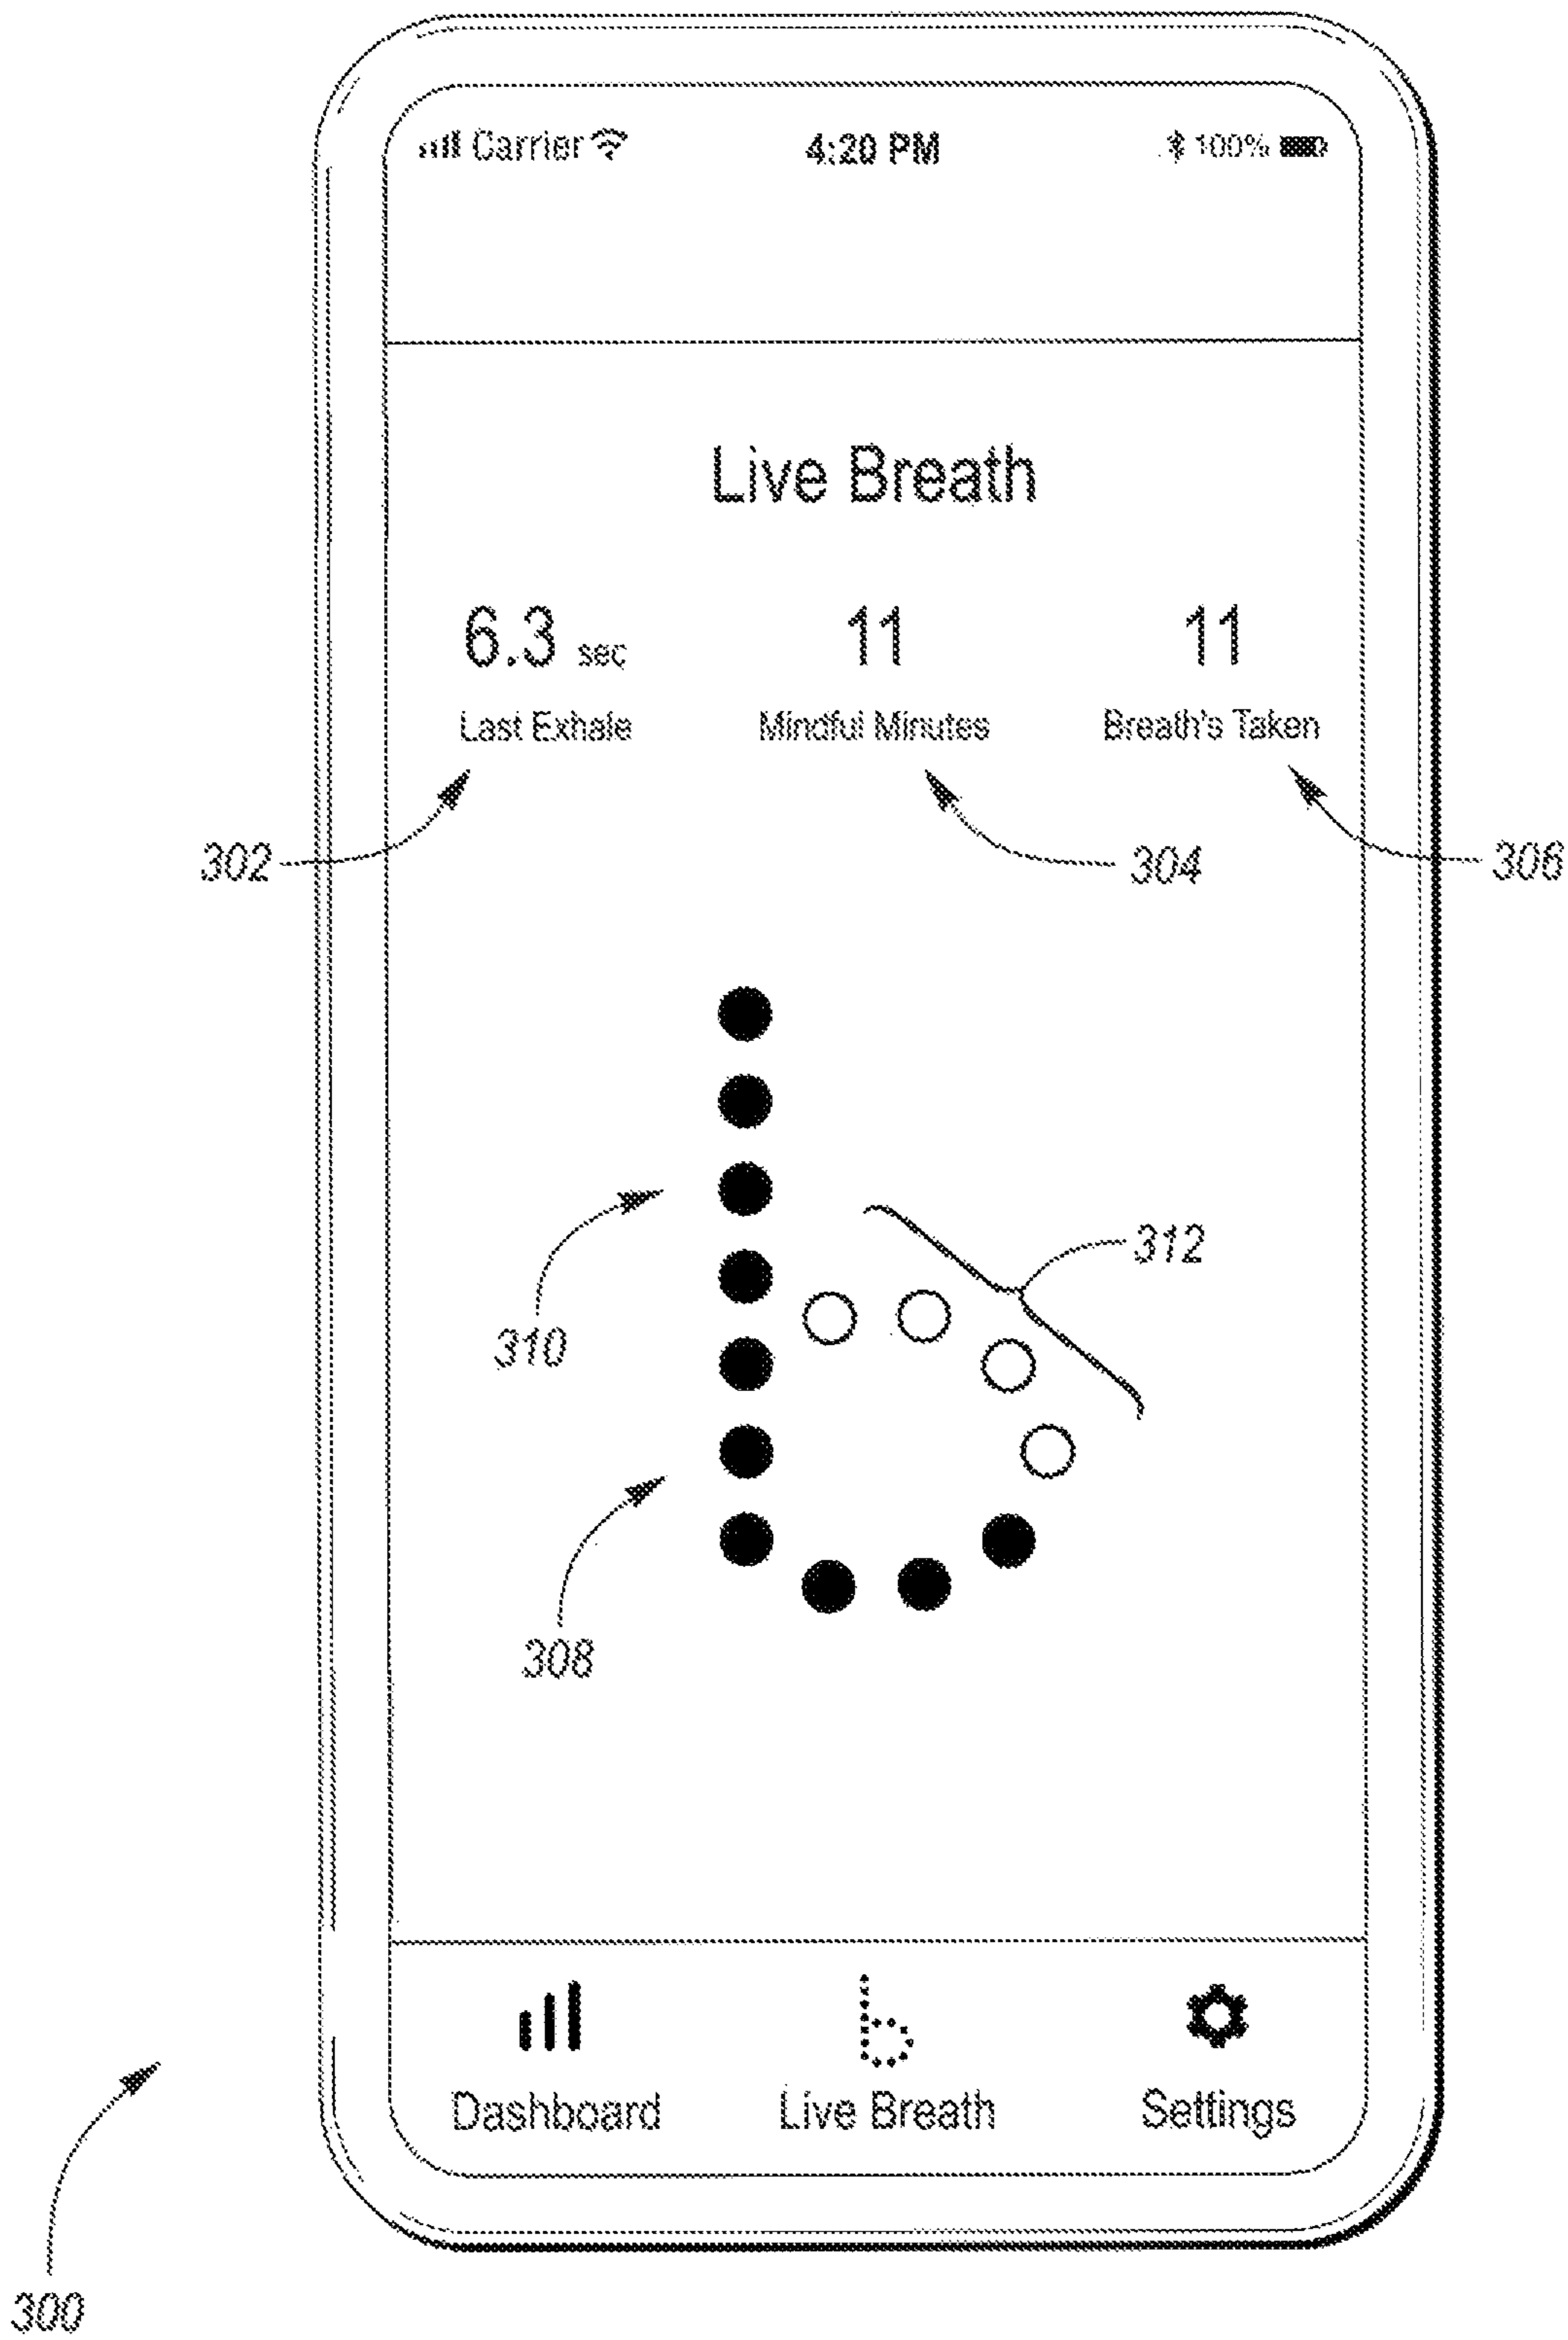 Carrier 4:20 PM 100%
Live Breath
6.3 sec 11 11
Last Exhale Mindful Minutes Breath's Taken
302 304 306
312
310
308
b
Dashboard Live Breath Settings
300